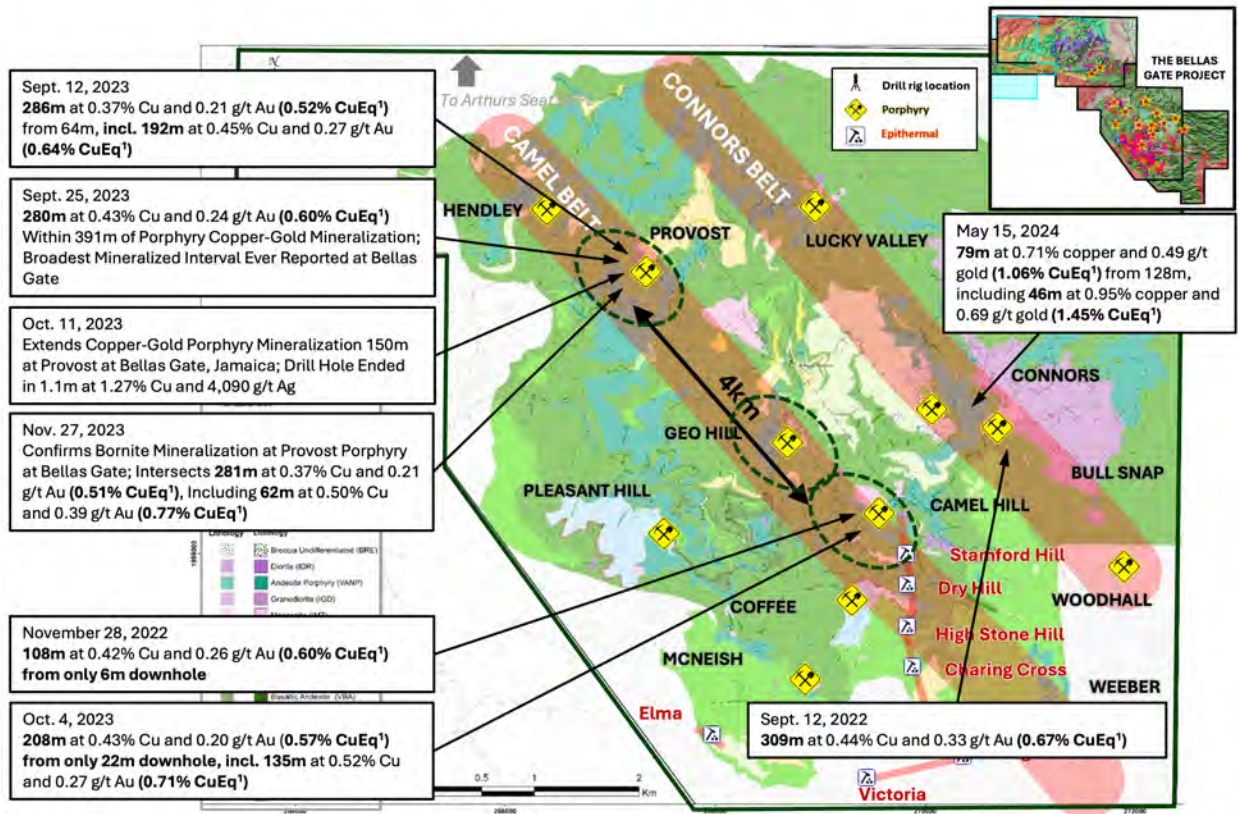 Sept. 12, 2023
286m at 0.37% Cu and 0.21 g/t Au (0.52% CuEq¹)
from 64m, incl. 192m at 0.45% Cu and 0.27 g/t Au
(0.64% CuEq¹)
Sept. 25, 2023
280m at 0.43% Cu and 0.24 g/t Au (0.60% CuEq¹)
Within 391m of Porphyry Copper-Gold Mineralization;
Broadest Mineralized Interval Ever Reported at Bellas
Gate
Oct. 11, 2023
Extends Copper-Gold Porphyry Mineralization 150m
at Provost at Bellas Gate, Jamaica; Drill Hole Ended
in 1.1m at 1.27% Cu and 4,090 g/t Ag
Nov. 27, 2023
Confirms Bornite Mineralization at Provost Porphyry
at Bellas Gate; Intersects 281m at 0.37% Cu and 0.21
g/t Au (0.51% CuEq¹), Including 62m at 0.50% Cu
and 0.39 g/t Au (0.77% CuEq¹)
Breccia Undifferentiated (BRE)
Diorite (IDR)
Andesite Porphyry (VANP)
Granodiorite (IGD)
November 28, 2022
108m at 0.42% Cu and 0.26 g/t Au (0.60% CuEq¹)
from only 6m downhole
Basaltic Andesite (VBA)
Oct. 4, 2023
208m at 0.43% Cu and 0.20 g/t Au (0.57% CuEq¹)
from only 22m downhole, incl. 135m at 0.52% Cu
and 0.27 g/t Au (0.71% CuEq¹)
N
To Arthurs Seat
CAMEL BELT
CONNORS BELT
Drill rig location
Porphyry
Epithermal
THE BELLAS
GATE PROJECT
HENDLEY
PROVOST
LUCKY VALLEY
May 15, 2024
79m at 0.71% copper and 0.49 g/t
gold (1.06% CuEq¹) from 128m,
including 46m at 0.95% copper and
0.69 g/t gold (1.45% CuEq¹)
4km
CONNORS
GEO HILL
BULL SNAP
PLEASANT HILL
CAMEL HILL
Stamford Hill
Dry Hill
WOODHALL
COFFEE
High Stone Hill
MCNEISH
Charing Cross
WEEBER
Elma
Sept. 12, 2022
309m at 0.44% Cu and 0.33 g/t Au (0.67% CuEq¹)
Victoria
0.5 1 2
Km